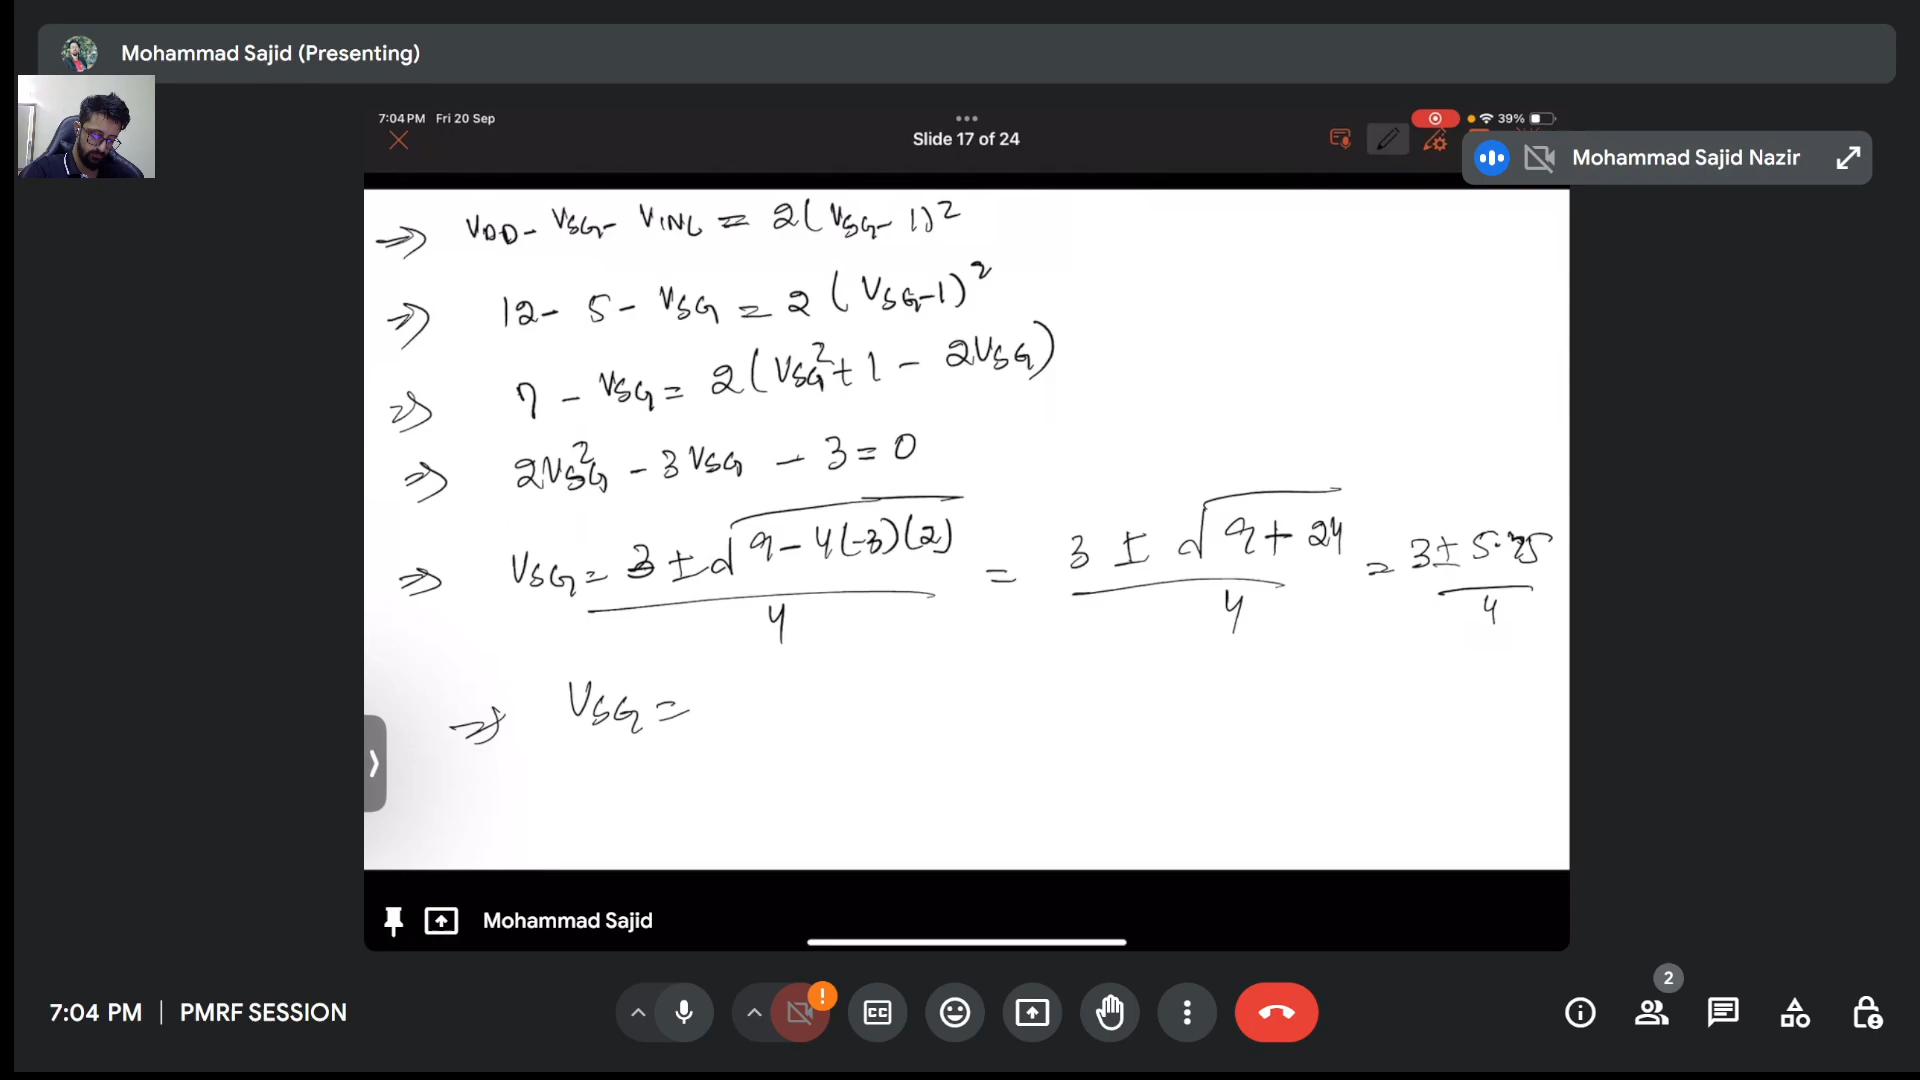 Mohammad Sajid (Presenting)
7:04 PM Fri 20 Sep
Slide 17 of 24
39%
Mohammad Sajid Nazir
⇒ VDD - VSG - VINL = 2(VSG - 1)²
⇒ 12 - 5 - VSG = 2(VSG - 1)²
⇒ 7 - VSG = 2(VSG² + 1 - 2VSG)
⇒ 2VSG² - 3VSG - 3 = 0
⇒ VSG = 3 ± √(9 - 4(-3)(2)) / 4 = 3 ± √(9 + 24) / 4 = 3 ± 5.75 / 4
⇒ VSG =
Mohammad Sajid
2
7:04 PM | PMRF SESSION
CC